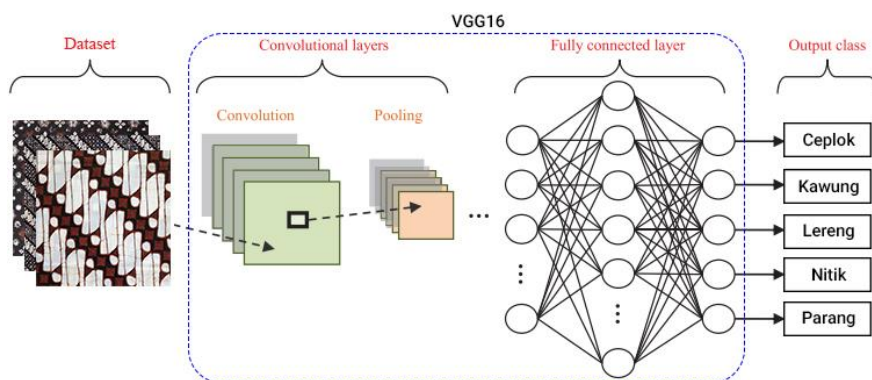 VGG16
Dataset
Convolutional layers
Fully connected layer
Output class
Convolution
Pooling
...
Ceplok
Kawung
Lereng
Nitik
Parang